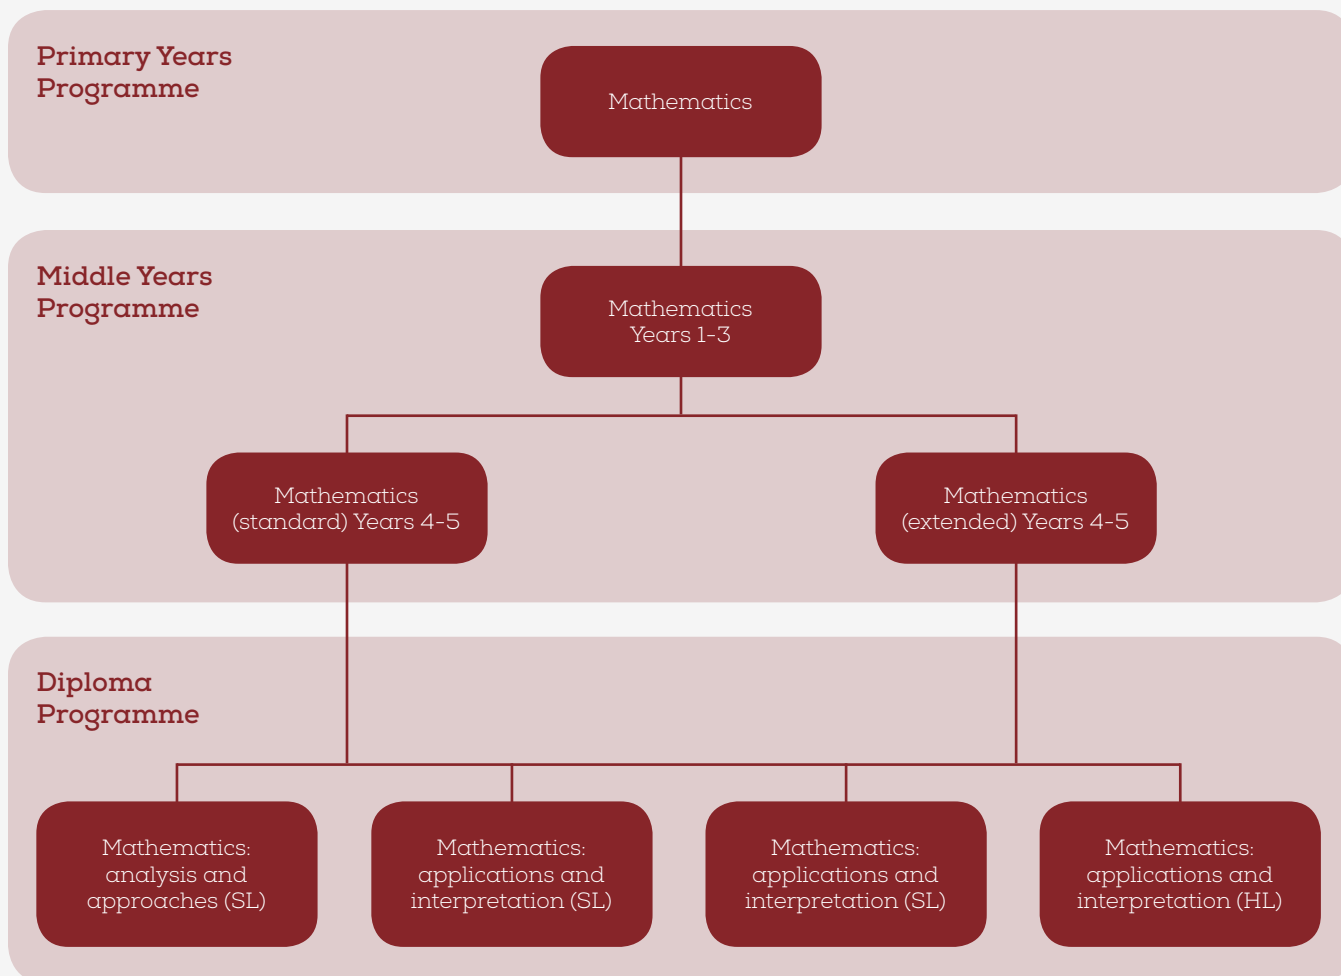 Primary Years
Programme
Mathematics
Middle Years
Programme
Mathematics
Years 1-3
Mathematics
(standard) Years 4-5
Mathematics
(extended) Years 4-5
Diploma
Programme
Mathematics:
analysis and
approaches (SL)
Mathematics:
applications and
interpretation (SL)
Mathematics:
applications and
interpretation (SL)
Mathematics:
applications and
interpretation (HL)